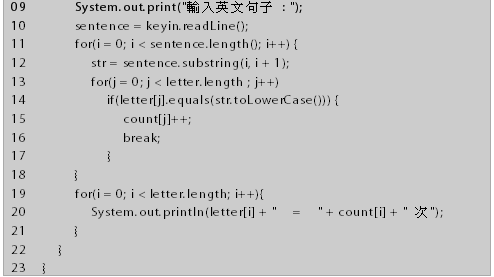 09 System.out.print("輸入英文句子 : ");
10 sentence = keyin.readLine();
11 for(i = 0; i < sentence.length(); i++) {
12 str = sentence.substring(i, i + 1);
13 for(j = 0; j < letter.length ; j++)
14 if(letter[j].equals(str.toLowerCase())) {
15 count[j]++;
16 break;
17 }
18 }
19 for(i = 0; i < letter.length; i++){
20 System.out.println(letter[i] + " = "+ count[i] + " 次");
21 }
22 }
23 }